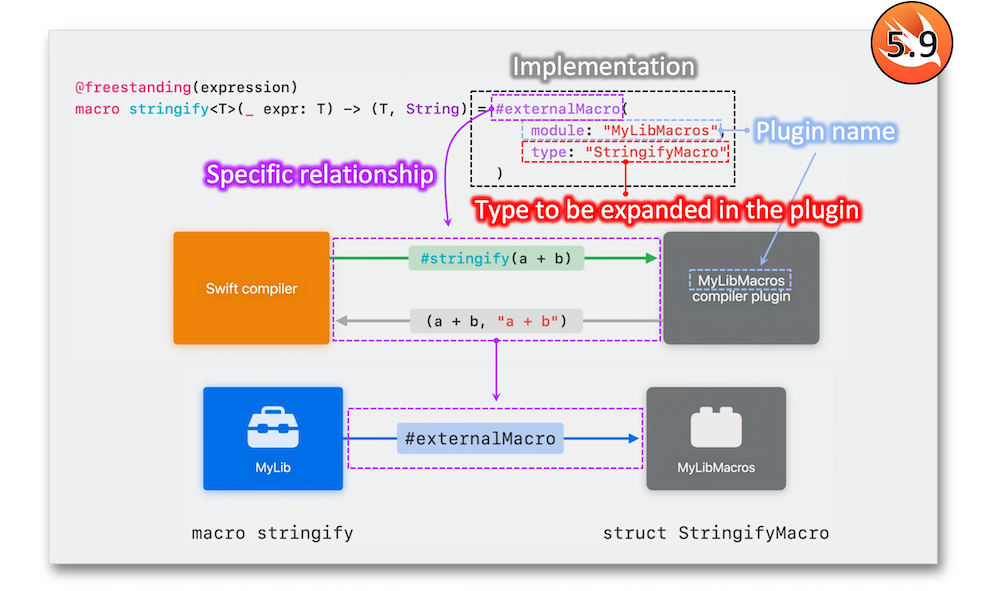 5.9
Implementation
@freestanding(expression)
macro stringify<T>(_ expr: T) -> (T, String) = #externalMacro(
module: "MyLibMacros",
Plugin name
type: "StringifyMacro"
)
Specific relationship
Type to be expanded in the plugin
Swift compiler
#stringify(a + b)
(a + b, "a + b")
MyLibMacros
compiler plugin
MyLib
#externalMacro
MyLibMacros
macro stringify
struct StringifyMacro